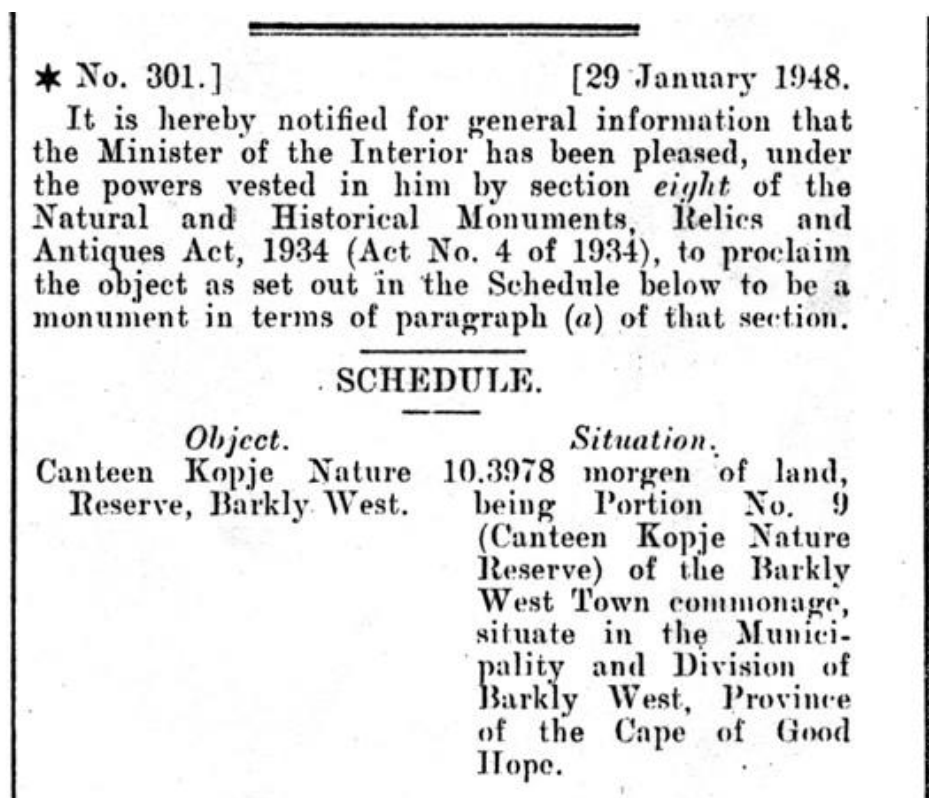 * No. 301.] [29 January 1948.
It is hereby notified for general information that
the Minister of the Interior has been pleased, under
the powers vested in him by section eight of the
Natural and Historical Monuments, Relics and
Antiques Act, 1934 (Act No. 4 of 1934), to proclaim
the object as set out in the Schedule below to be a
monument in terms of paragraph (a) of that section.
SCHEDULE.
Object. Situation.
Canteen Kopje Nature 10.3978 morgen of land,
Reserve, Barkly West. being Portion No. 9
(Canteen Kopje Nature
Reserve) of the Barkly
West Town commonage,
situate in the Munici-
pality and Division of
Barkly West, Province
of the Cape of Good
Hope.